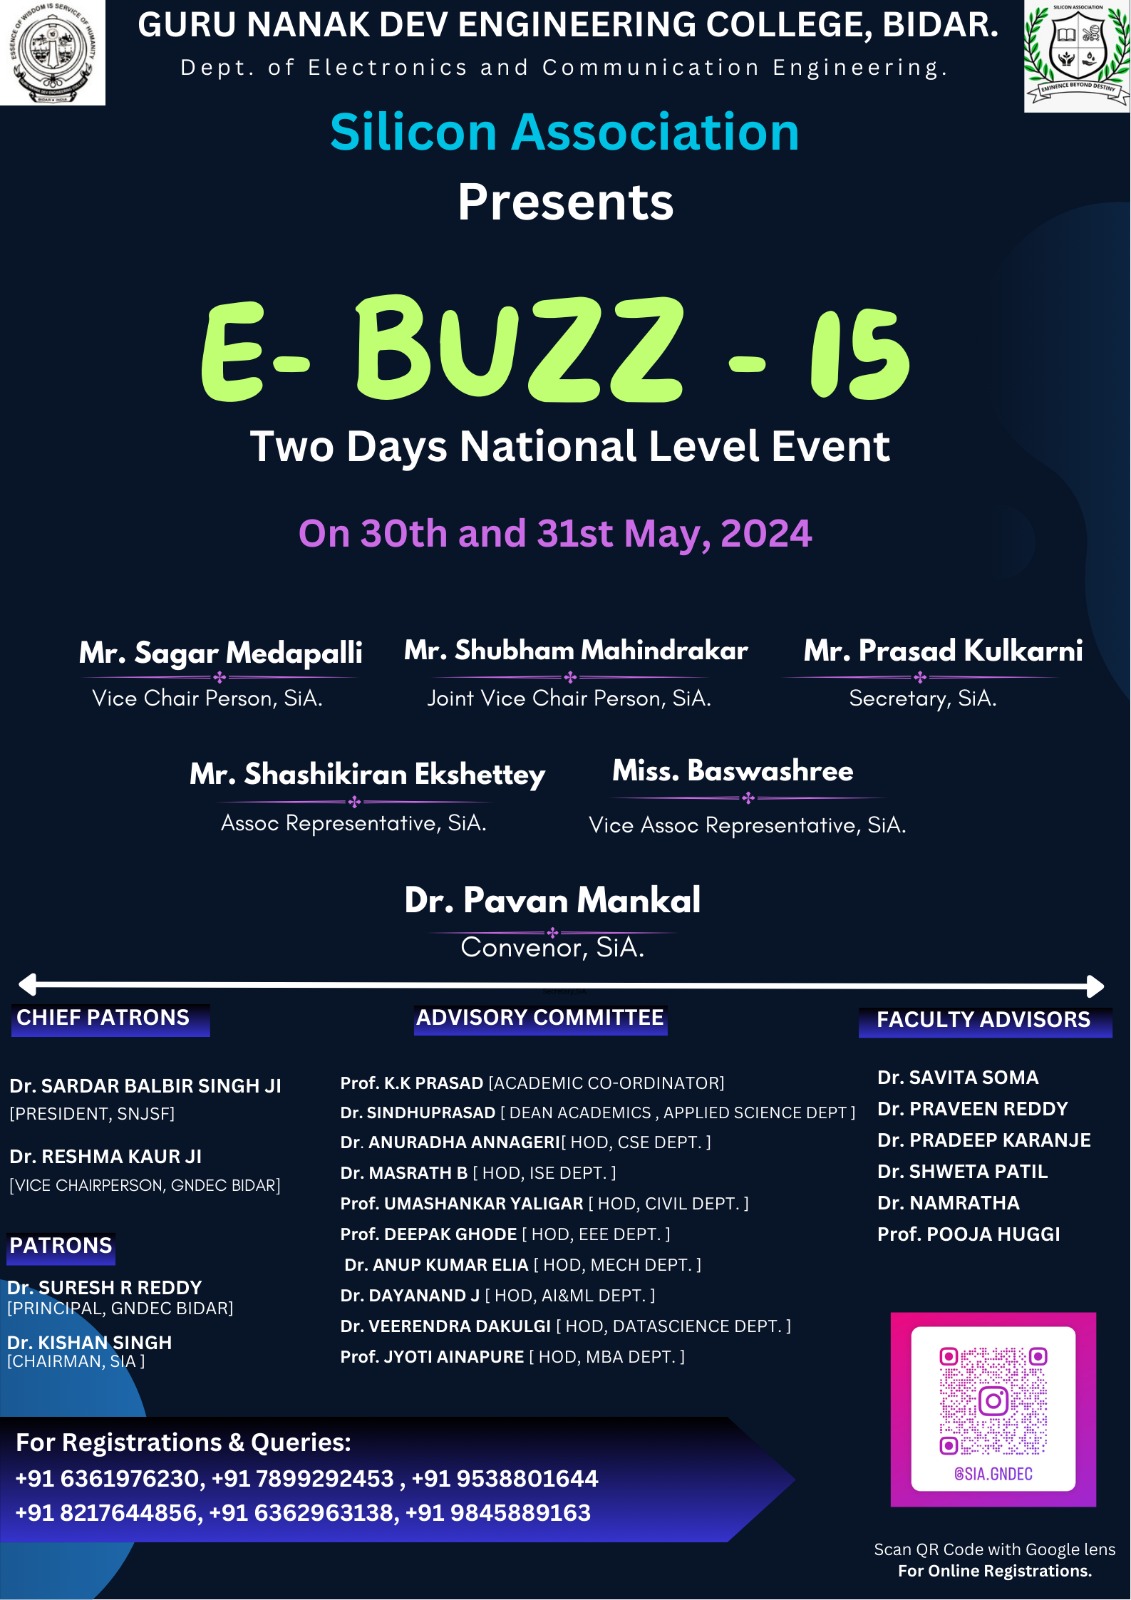 GURU NANAK DEV ENGINEERING COLLEGE, BIDAR.
Dept. of Electronics and Communication Engineering.
SILICON ASSOCIATION
EMINENCE BEYOND DESTINY
Silicon Association
Presents
E- BUZZ - 15
Two Days National Level Event
On 30th and 31st May, 2024
Mr. Sagar Medapalli
Vice Chair Person, SiA.
Mr. Shubham Mahindrakar
Joint Vice Chair Person, SiA.
Mr. Prasad Kulkarni
Secretary, SiA.
Mr. Shashikiran Ekshettey
Assoc Representative, SiA.
Miss. Baswashree
Vice Assoc Representative, SiA.
Dr. Pavan Mankal
Convenor, SiA.
CHIEF PATRONS
Dr. SARDAR BALBIR SINGH JI
[PRESIDENT, SNJSF]
Dr. RESHMA KAUR JI
[VICE CHAIRPERSON, GNDEC BIDAR]
PATRONS
Dr. SURESH R REDDY
[PRINCIPAL, GNDEC BIDAR]
Dr. KISHAN SINGH
[CHAIRMAN, SIA ]
ADVISORY COMMITTEE
Prof. K.K PRASAD [ACADEMIC CO-ORDINATOR]
Dr. SINDHUPRASAD [ DEAN ACADEMICS , APPLIED SCIENCE DEPT ]
Dr. ANURADHA ANNAGERI[ HOD, CSE DEPT. ]
Dr. MASRATH B [ HOD, ISE DEPT. ]
Prof. UMASHANKAR YALIGAR [ HOD, CIVIL DEPT. ]
Prof. DEEPAK GHODE [ HOD, EEE DEPT. ]
Dr. ANUP KUMAR ELIA [ HOD, MECH DEPT. ]
Dr. DAYANAND J [ HOD, AI&ML DEPT. ]
Dr. VEERENDRA DAKULGI [ HOD, DATASCIENCE DEPT. ]
Prof. JYOTI AINAPURE [ HOD, MBA DEPT. ]
FACULTY ADVISORS
Dr. SAVITA SOMA
Dr. PRAVEEN REDDY
Dr. PRADEEP KARANJE
Dr. SHWETA PATIL
Dr. NAMRATHA
Prof. POOJA HUGGI
For Registrations & Queries:
+91 6361976230, +91 7899292453 , +91 9538801644
+91 8217644856, +91 6362963138, +91 9845889163
@SIA.GNDEC
Scan QR Code with Google lens
For Online Registrations.